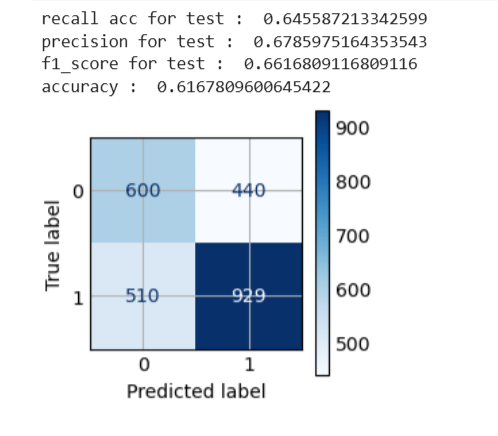 recall acc for test :  0.645587213342599
precision for test :  0.6785975164353543
f1_score for test :  0.6616809116809116
accuracy :  0.6167809600645422
900
800
700
600
500
0
600
440
1
510
929
0
1
True label
Predicted label